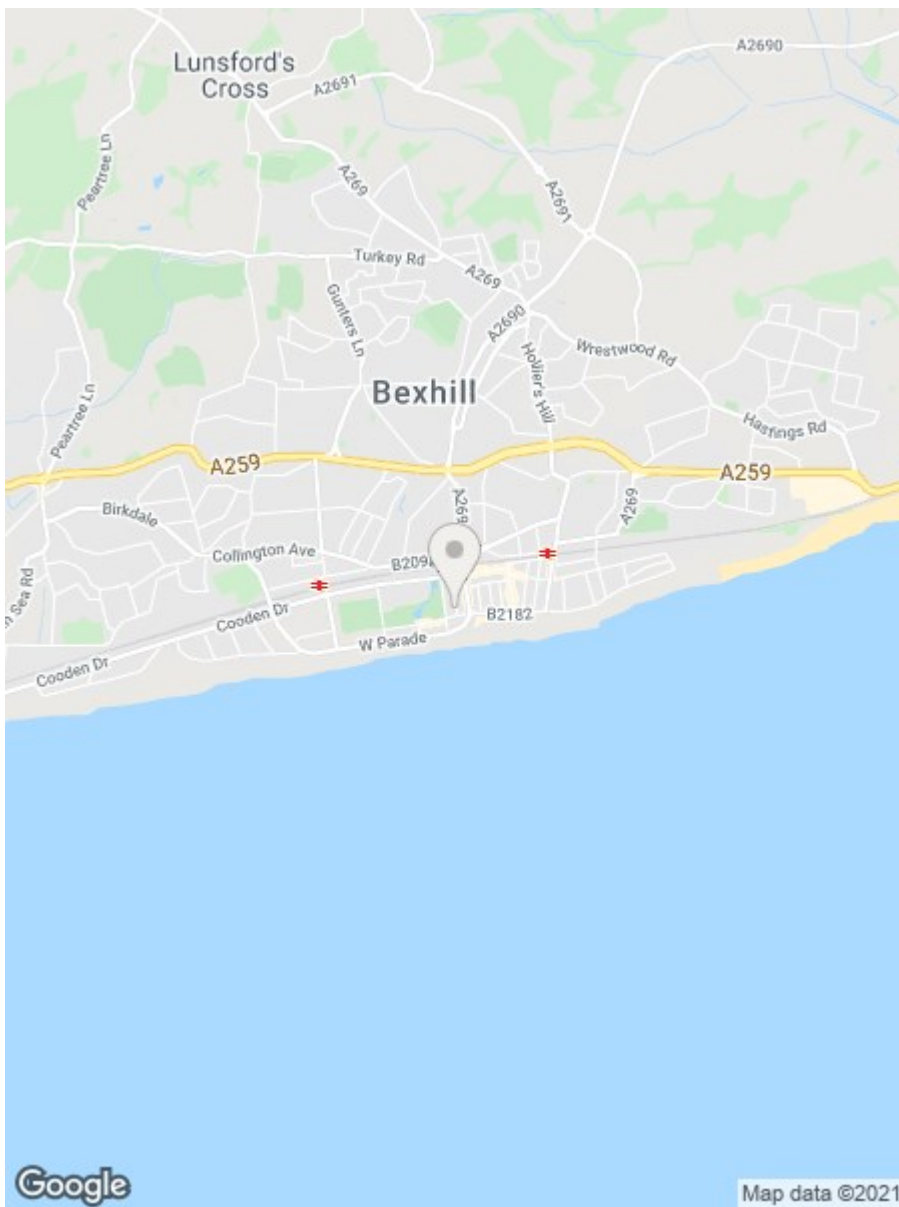 Lunsford's
Cross
A2690
A2691
Peartree Ln
A269
A2691
Turkey Rd
A269
Gunters Ln
A2690
Wrestwood Rd
Hollier's Hill
Bexhill
Peartree Ln
Hastings Rd
A259
A259
A269
A269
Birkdale
Collington Ave
Sea Rd
Cooden Dr
B2182
W Parade
Cooden Dr
Google
Map data ©2021